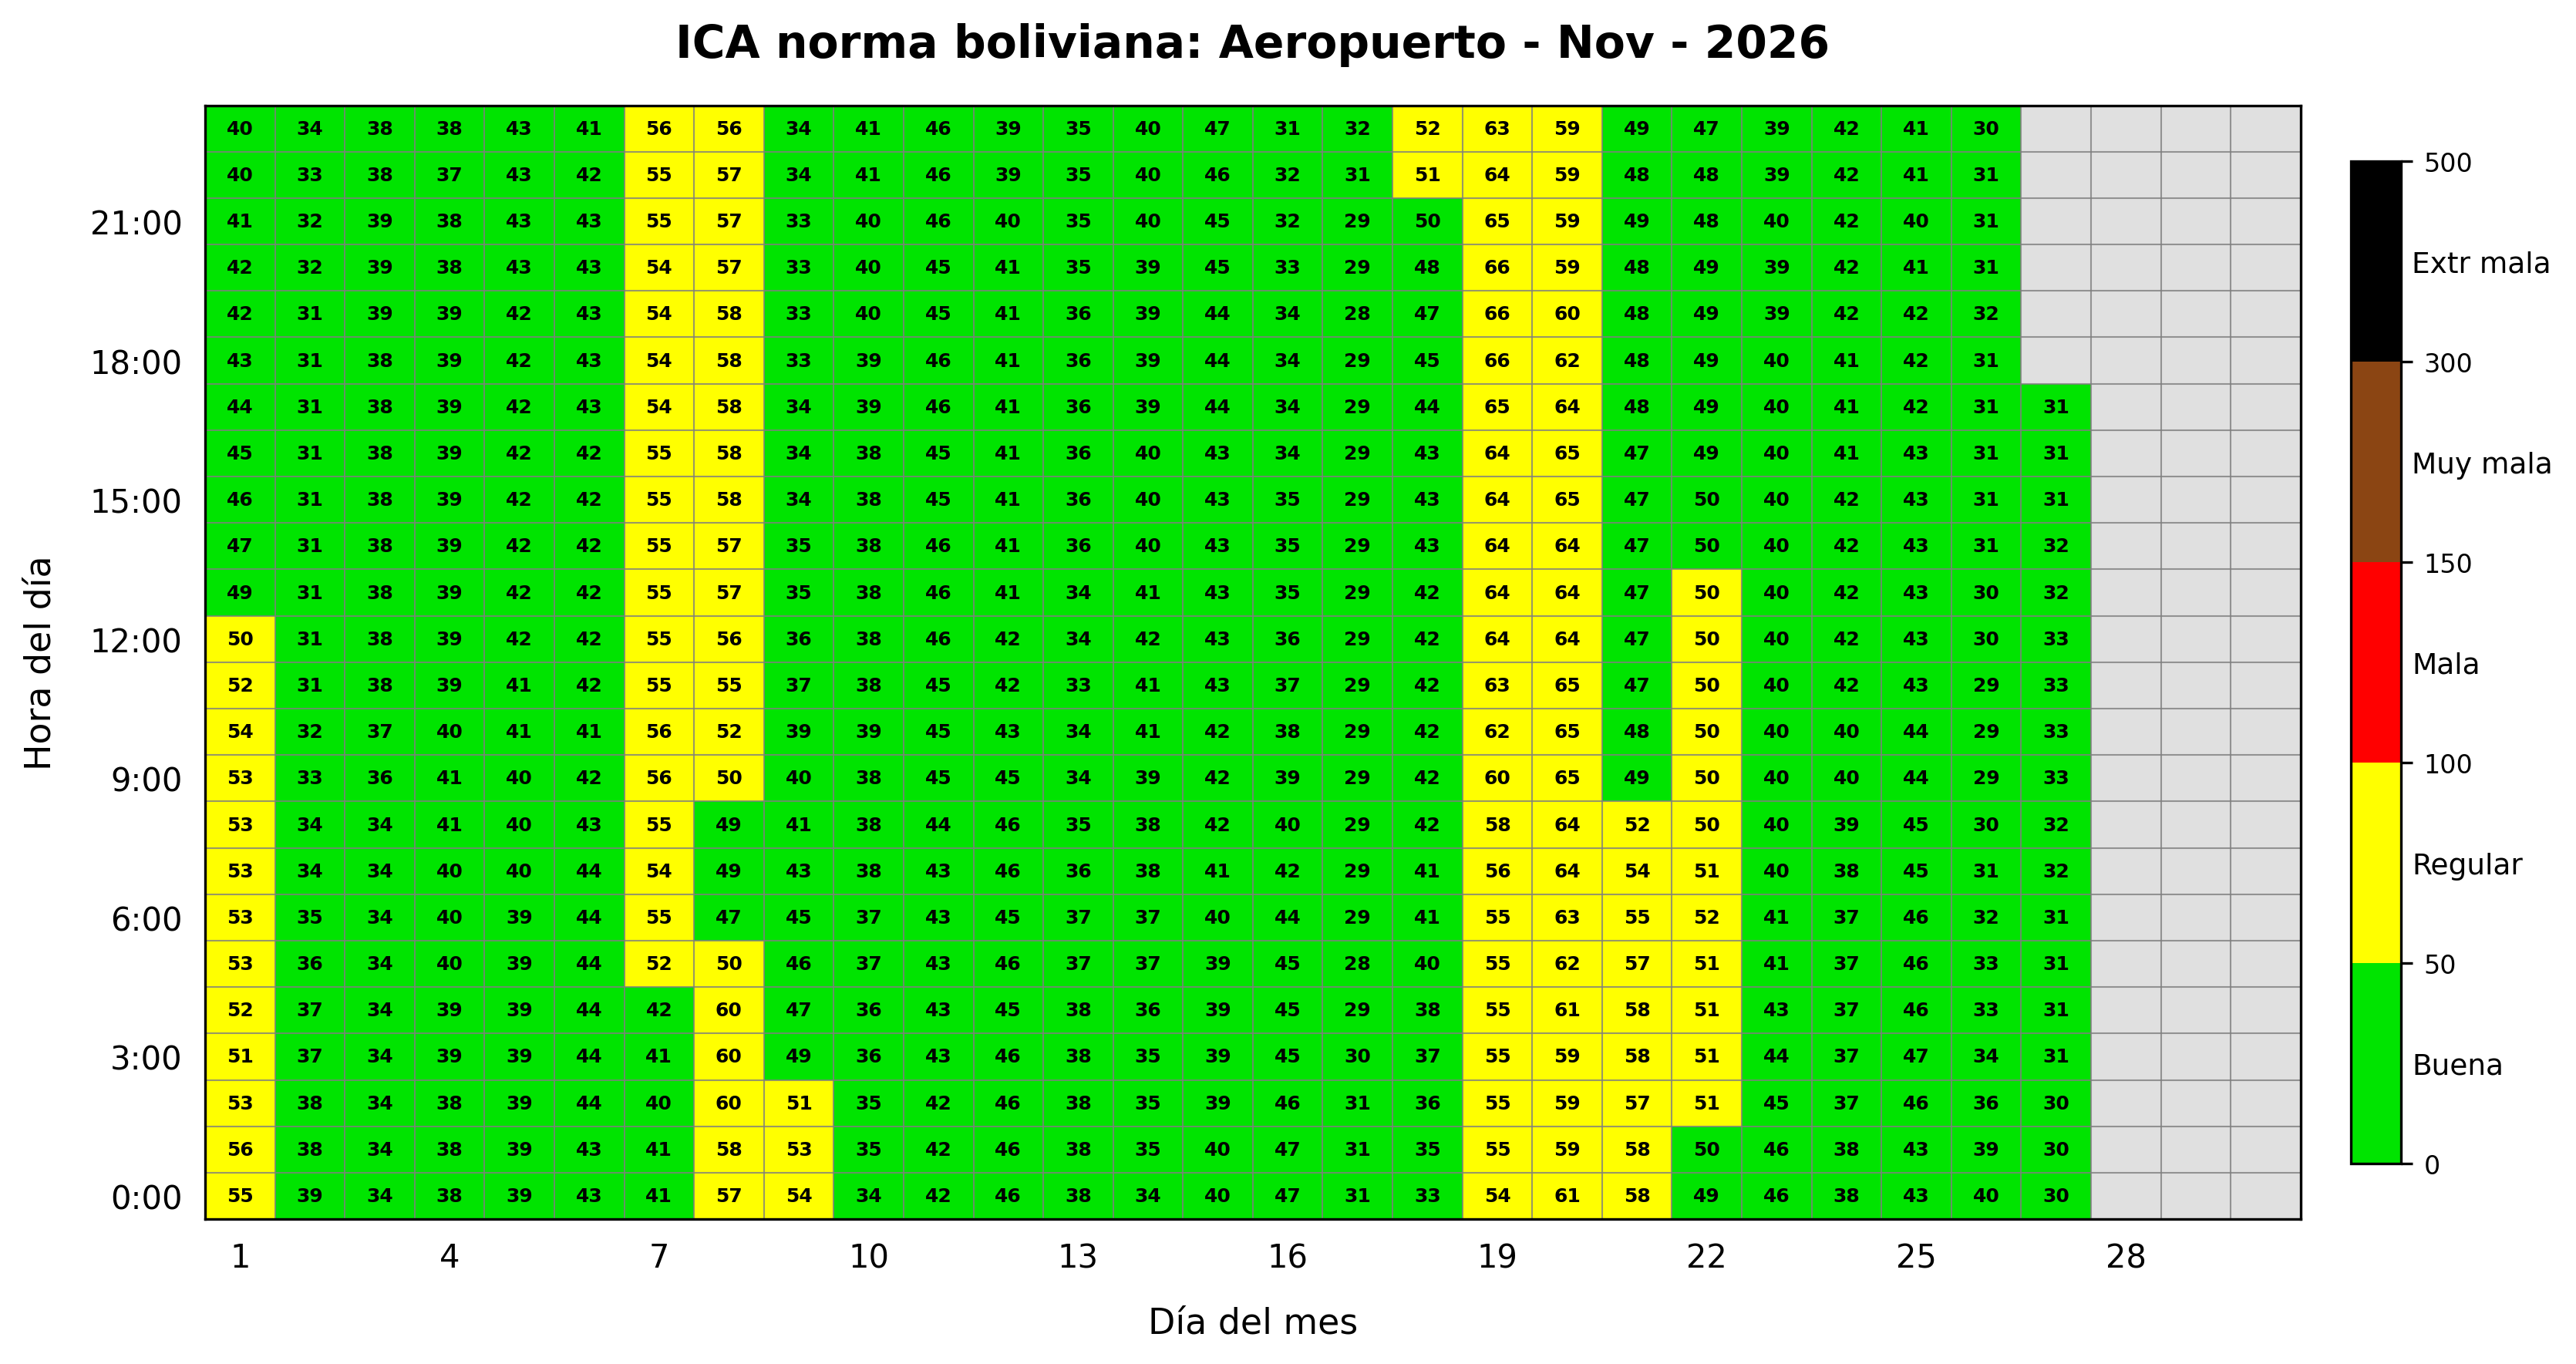 ICA norma boliviana: Aeropuerto - Nov - 2026
40 34 38 38 43 41 56 56 34 41 46 39 35 40 47 31 32 52 63 59 49 47 39 42 41 30
40 33 38 37 43 42 55 57 34 41 46 39 35 40 46 32 31 51 64 59 48 48 39 42 41 31
21:00 41 32 39 38 43 43 55 57 33 40 46 40 35 40 45 32 29 50 65 59 49 48 40 42 40 31
42 32 39 38 43 43 54 57 33 40 45 41 35 39 45 33 29 48 66 59 48 49 39 42 41 31
42 31 39 39 42 43 54 58 33 40 45 41 36 39 44 34 28 47 66 60 48 49 39 42 42 32
18:00 43 31 38 39 42 43 54 58 33 39 46 41 36 39 44 34 29 45 66 62 48 49 40 41 42 31
44 31 38 39 42 43 54 58 34 39 46 41 36 39 44 34 29 44 65 64 48 49 40 41 42 31 31
45 31 38 39 42 42 55 58 34 38 45 41 36 40 43 34 29 43 64 65 47 49 40 41 43 31 31
15:00 46 31 38 39 42 42 55 58 34 38 45 41 36 40 43 35 29 43 64 65 47 50 40 42 43 31 31
47 31 38 39 42 42 55 57 35 38 46 41 36 40 43 35 29 43 64 64 47 50 40 42 43 31 32
49 31 38 39 42 42 55 57 35 38 46 41 34 41 43 35 29 42 64 64 47 50 40 42 43 30 32
12:00 50 31 38 39 42 42 55 56 36 38 46 42 34 42 43 36 29 42 64 64 47 50 40 42 43 30 33
52 31 38 39 41 42 55 55 37 38 45 42 33 41 43 37 29 42 63 65 47 50 40 42 43 29 33
54 32 37 40 41 41 56 52 39 39 45 43 34 41 42 38 29 42 62 65 48 50 40 40 44 29 33
9:00 53 33 36 41 40 42 56 50 40 38 45 45 34 39 42 39 29 42 60 65 49 50 40 40 44 29 33
53 34 34 41 40 43 55 49 41 38 44 46 35 38 42 40 29 42 58 64 52 50 40 39 45 30 32
53 34 34 40 40 44 54 49 43 38 43 46 36 38 41 42 29 41 56 64 54 51 40 38 45 31 32
6:00 53 35 34 40 39 44 55 47 45 37 43 45 37 37 40 44 29 41 55 63 55 52 41 37 46 32 31
53 36 34 40 39 44 52 50 46 37 43 46 37 37 39 45 28 40 55 62 57 51 41 37 46 33 31
52 37 34 39 39 44 42 60 47 36 43 45 38 36 39 45 29 38 55 61 58 51 43 37 46 33 31
3:00 51 37 34 39 39 44 41 60 49 36 43 46 38 35 39 45 30 37 55 59 58 51 44 37 47 34 31
53 38 34 38 39 44 40 60 51 35 42 46 38 35 39 46 31 36 55 59 57 51 45 37 46 36 30
56 38 34 38 39 43 41 58 53 35 42 46 38 35 40 47 31 35 55 59 58 50 46 38 43 39 30
0:00 55 39 34 38 39 43 41 57 54 34 42 46 38 34 40 47 31 33 54 61 58 49 46 38 43 40 30
1 4 7 10 13 16 19 22 25 28
Día del mes
Hora del día
500
Extr mala
300
Muy mala
150
Mala
100
Regular
50
Buena
0